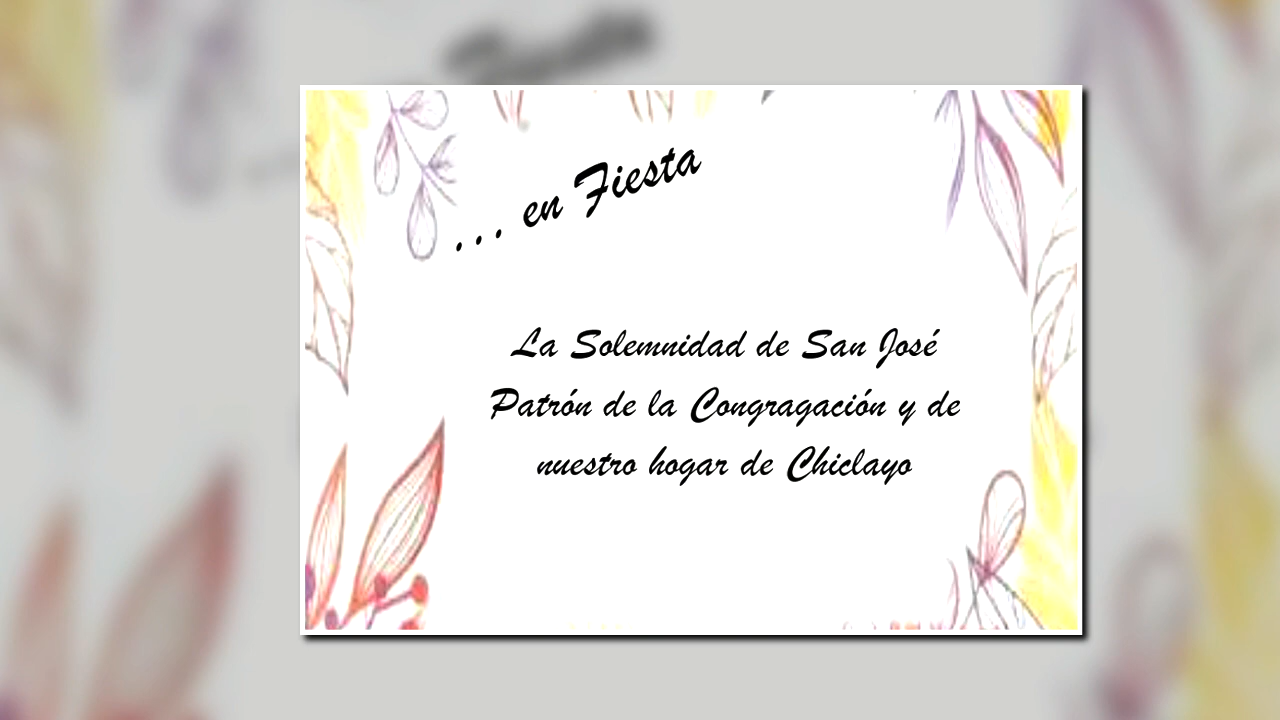 ... en Fiesta
La Solemnidad de San José
Patrón de la Congragación y de
nuestro hogar de Chiclayo